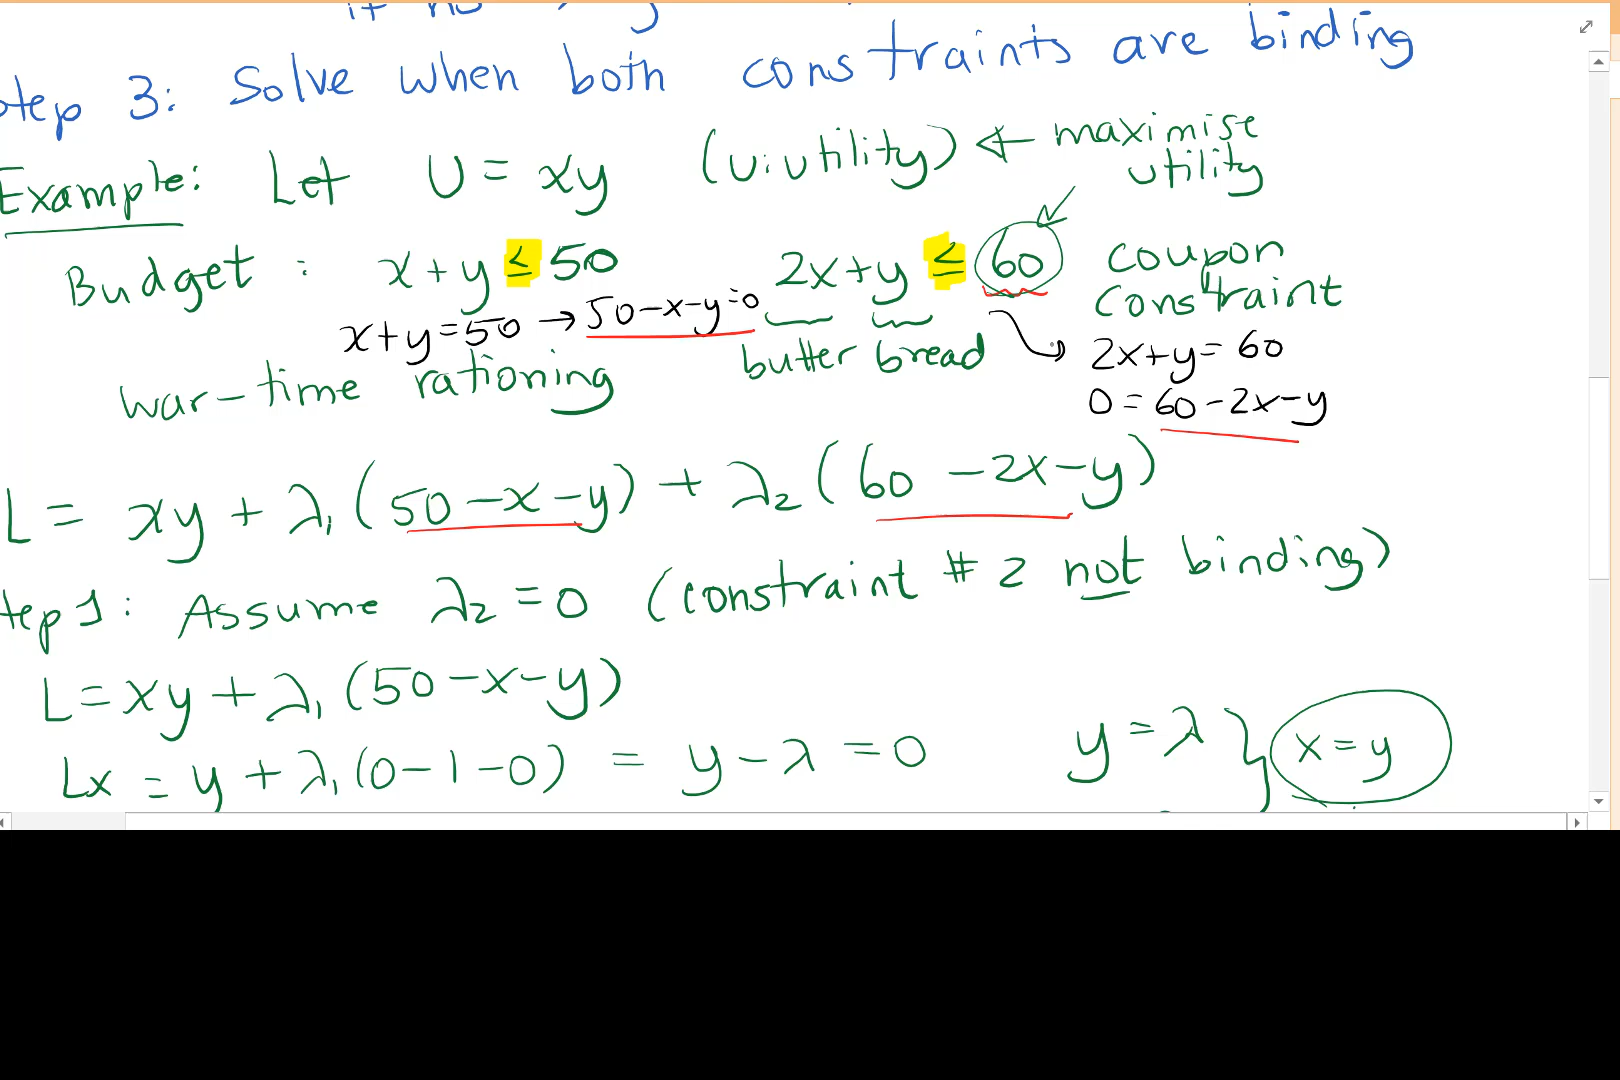 if no
Step 3: Solve when both constraints are binding
Example: Let U = xy (U: utility) ← maximise utility
Budget: x + y ≤ 50 2x + y ≤ 60 coupon constraint
x + y = 50 → 50 - x - y = 0
butter bread
2x + y = 60
war-time rationing
0 = 60 - 2x - y
L = xy + λ₁ (50 - x - y) + λ₂ (60 - 2x - y)
Step 1: Assume λ₂ = 0 (constraint # 2 not binding)
L = xy + λ₁ (50 - x - y)
Lx = y + λ₁ (0 - 1 - 0) = y - λ = 0 y = λ } x = y